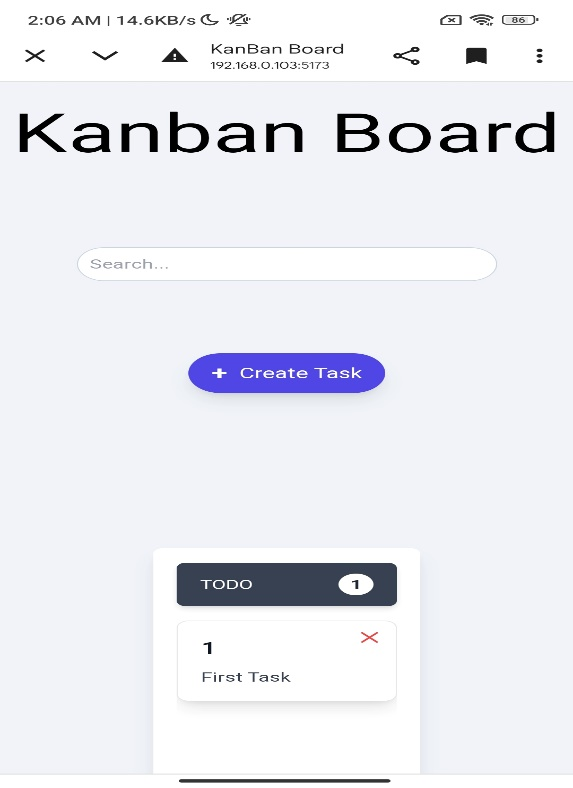 2:06 AM | 14.6KB/s
86
KanBan Board
192.168.0.103:5173
Kanban Board
Search...
+ Create Task
TODO 1
1
First Task